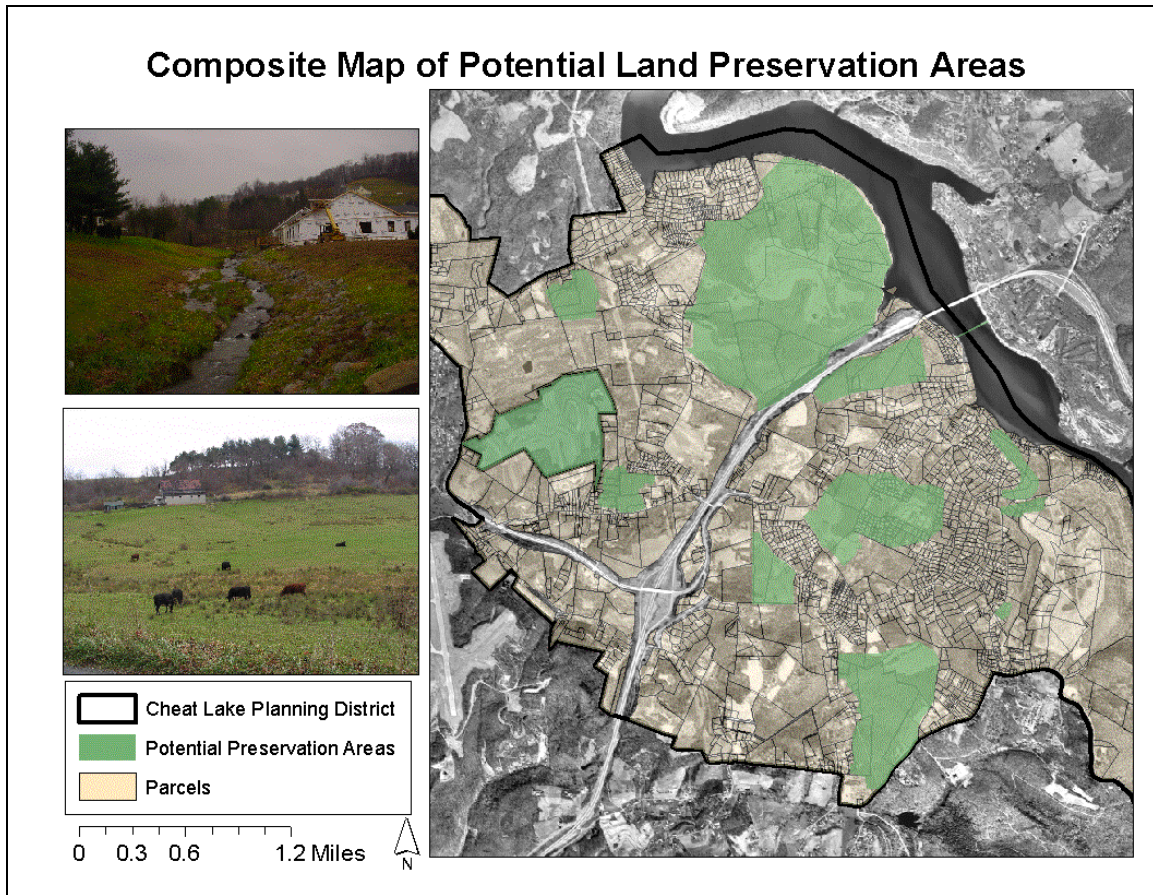 Composite Map of Potential Land Preservation Areas
Cheat Lake Planning District
Potential Preservation Areas
Parcels
0 0.3 0.6 1.2 Miles
N